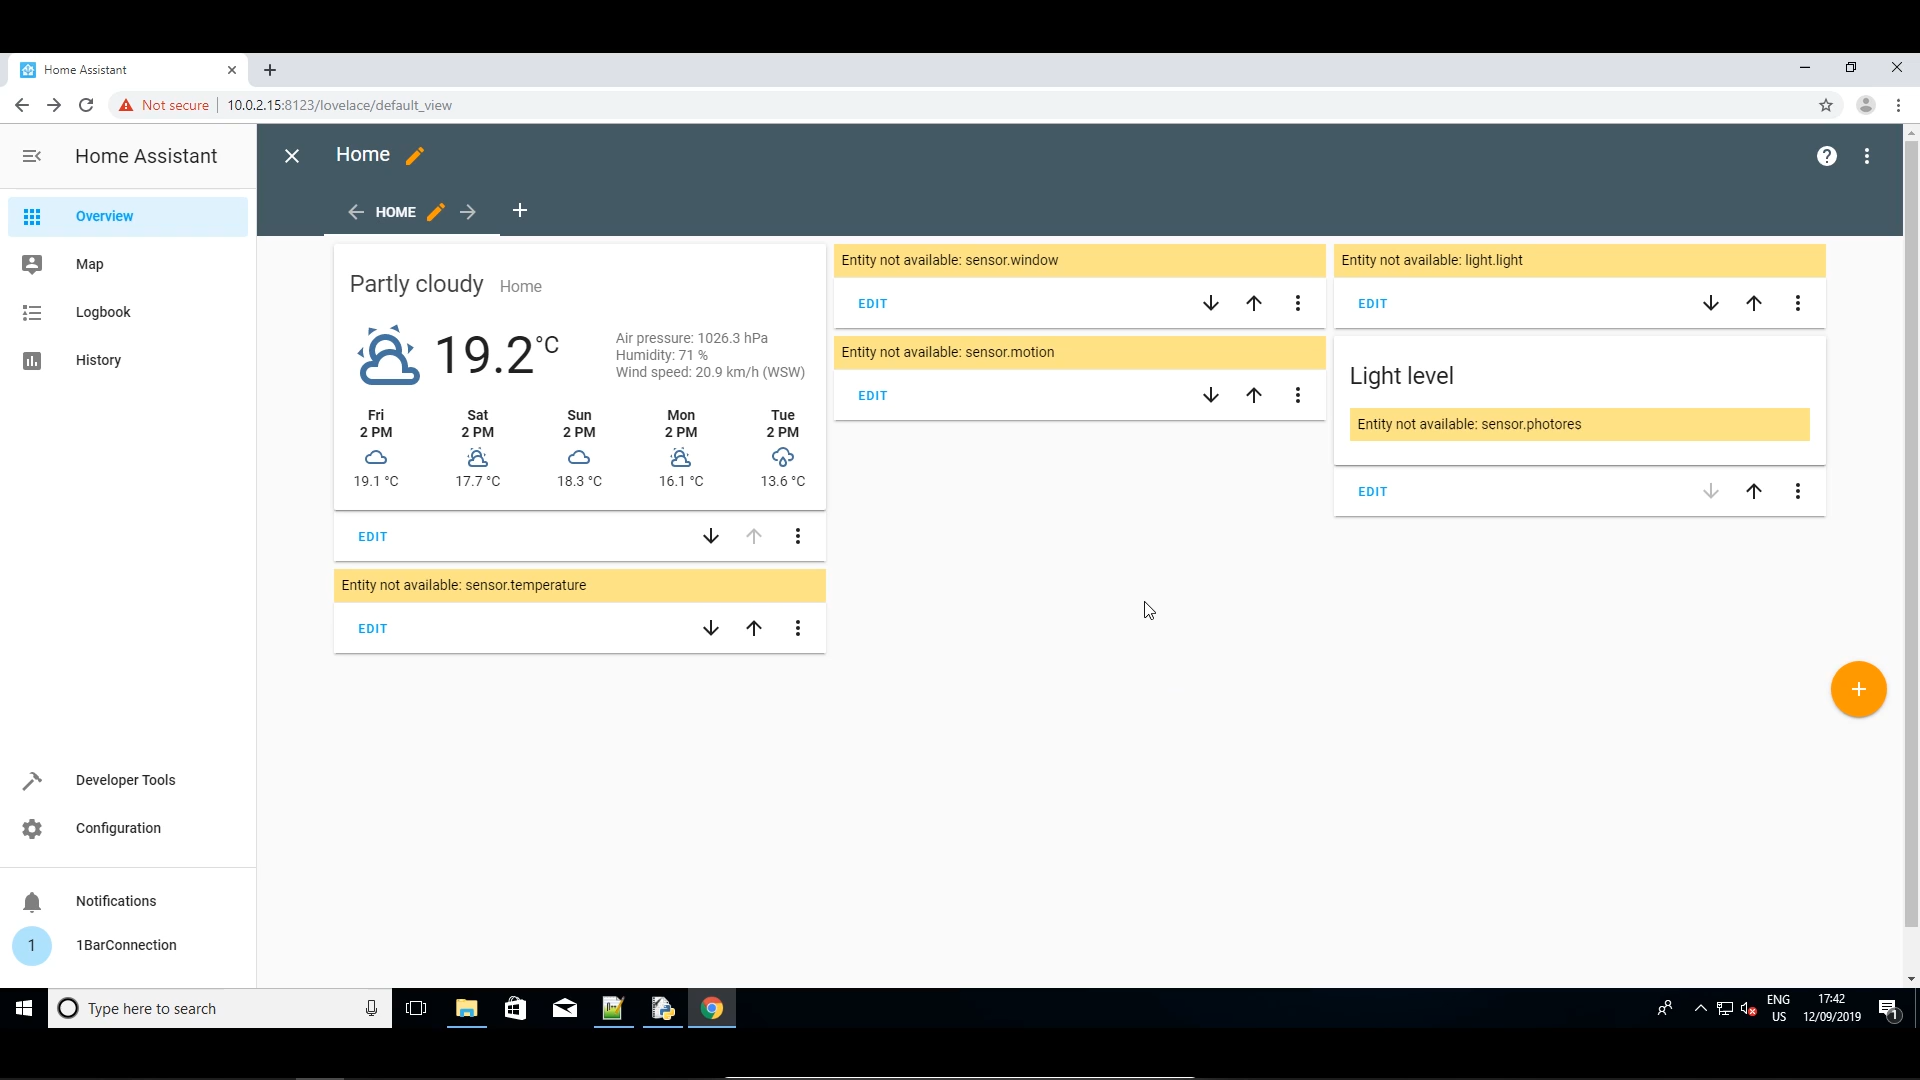 Home Assistant
Not secure
10.0.2.15:8123/lovelace/default_view
Home Assistant
Home
Overview
HOME
Map
Logbook
History
Partly cloudy Home
19.2°C
Air pressure: 1026.3 hPa
Humidity: 71 %
Wind speed: 20.9 km/h (WSW)
Fri Sat Sun Mon Tue
2 PM 2 PM 2 PM 2 PM 2 PM
19.1 °C 17.7 °C 18.3 °C 16.1 °C 13.6 °C
EDIT
Entity not available: sensor.temperature
EDIT
Entity not available: sensor.window
EDIT
Entity not available: sensor.motion
EDIT
Entity not available: light.light
EDIT
Light level
Entity not available: sensor.photores
EDIT
Developer Tools
Configuration
Notifications
1
1BarConnection
Type here to search
ENG
US
17:42
12/09/2019
1